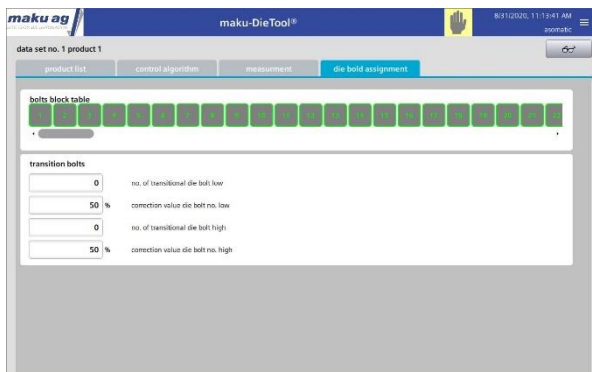 maku ag
maku-DieTool®
8/31/2020, 11:13:41 AM
asomatic
data set no. 1 product 1
product list
control algorithm
measurment
die bold assignment
bolts block table
1 2 3 4 5 6 7 8 9 10 11 12 13 14 15 16 17 18 19 20 21 22
transition bolts
0 no. of transitional die bolt low
50 % correction value die bolt no. low
0 no. of transitional die bolt high
50 % correction value die bolt no. high